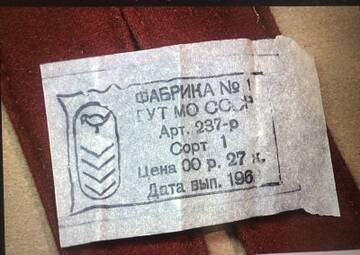 ФАБРИКА № 1
ГУТ МО СССР
Арт. 237-р
Сорт 1
Цена 00 р. 27 к.
Дата вып. 196